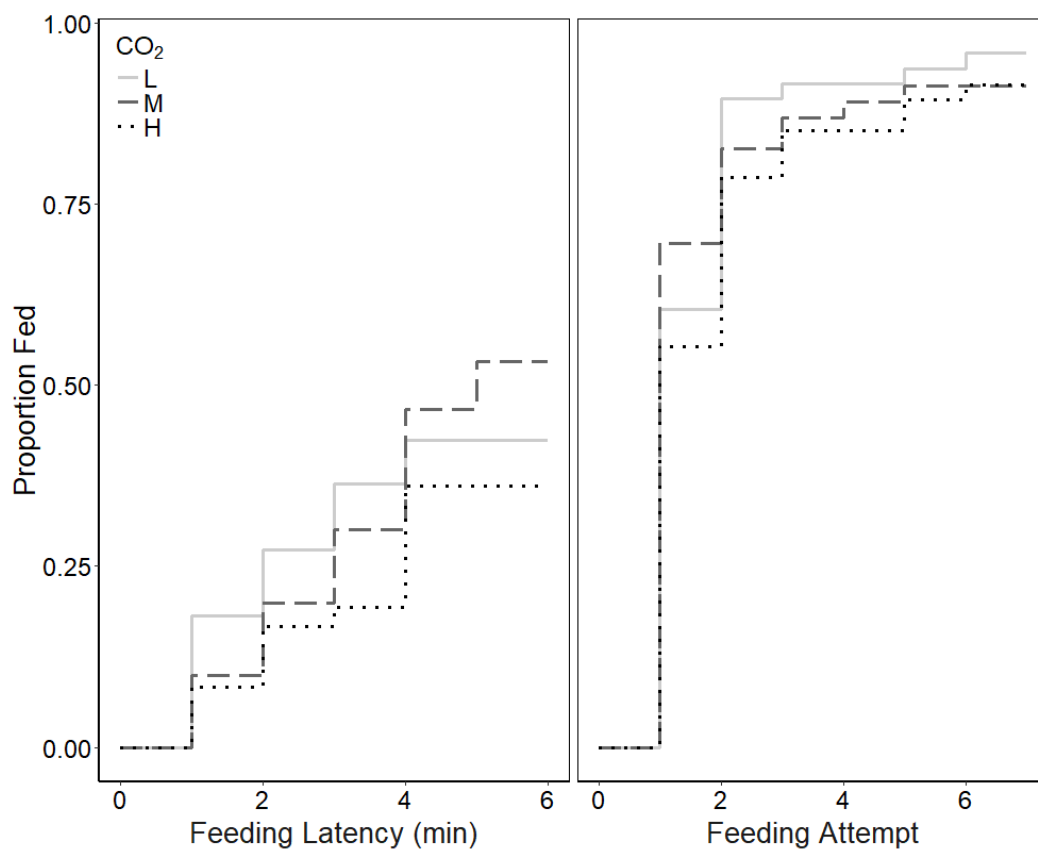 1.00
0.75
0.50
0.25
0.00
Proportion Fed
CO₂
L
M
H
0 2 4 6
Feeding Latency (min)
0 2 4 6
Feeding Attempt